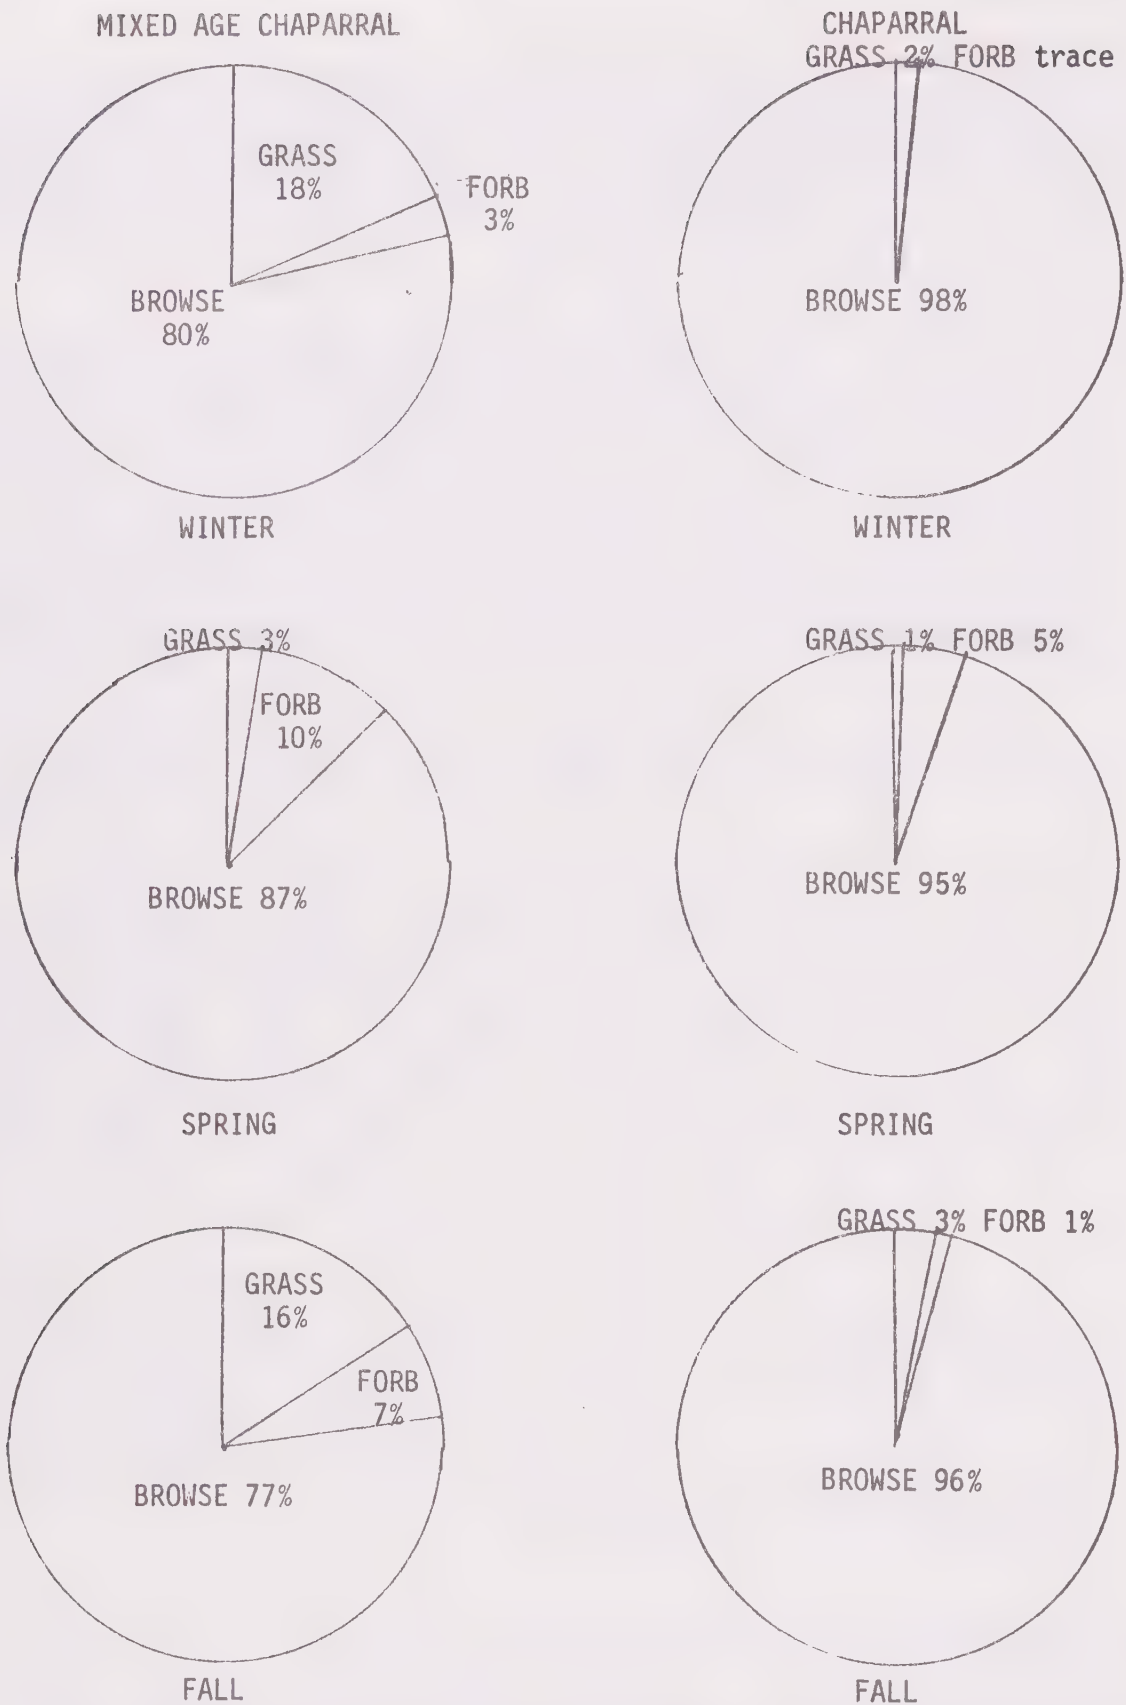 MIXED AGE CHAPARRAL
GRASS
18%
FORB
3%
BROWSE
80%
WINTER
CHAPARRAL
GRASS 2% FORB trace
BROWSE 98%
WINTER
GRASS 3%
FORB
10%
BROWSE 87%
SPRING
GRASS 1% FORB 5%
BROWSE 95%
SPRING
GRASS
16%
FORB
7%
BROWSE 77%
FALL
GRASS 3% FORB 1%
BROWSE 96%
FALL